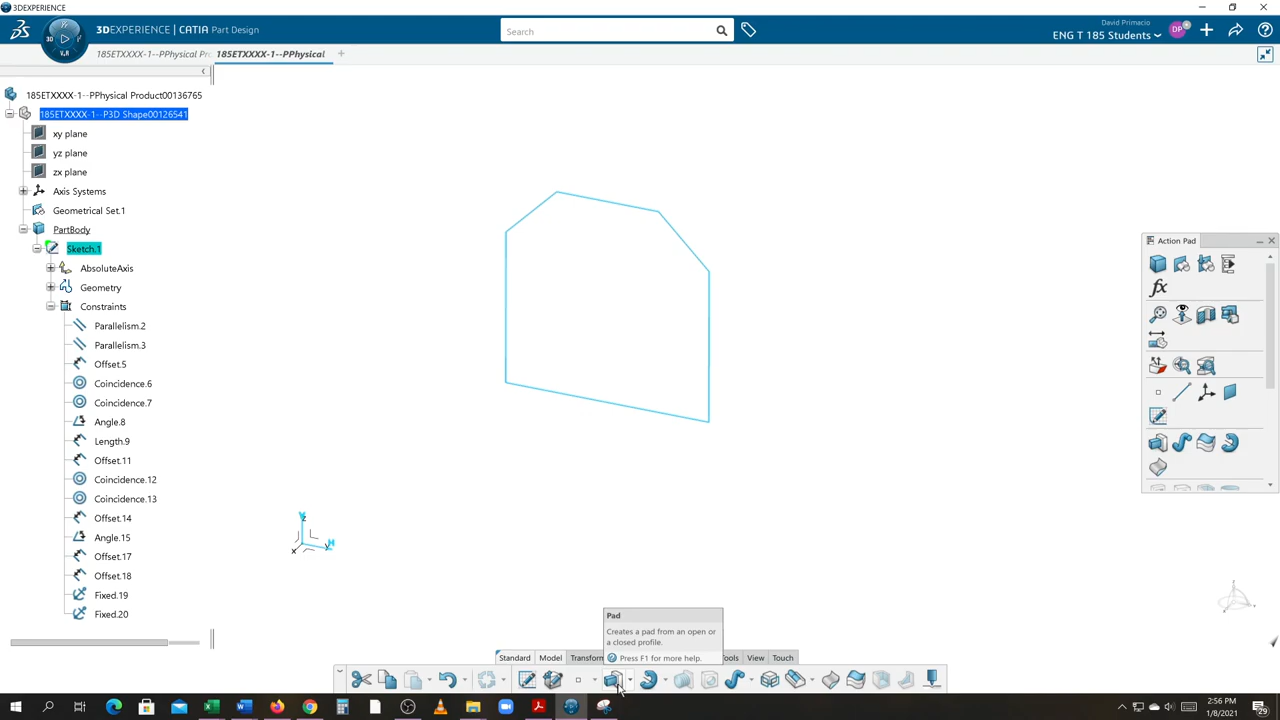 3DEXPERIENCE
3DEXPERIENCE | CATIA Part Design
Search
David Primacio
ENG T 185 Students
DP
V,R
185ETXXXX-1--PPhysical Pr
185ETXXXX-1--PPhysical
185ETXXXX-1--PPhysical Product00136765
185ETXXXX-1--P3D Shape00126541
xy plane
yz plane
zx plane
Axis Systems
Geometrical Set.1
PartBody
Sketch.1
AbsoluteAxis
Geometry
Constraints
Parallelism.2
Parallelism.3
Offset.5
Coincidence.6
Coincidence.7
Angle.8
Length.9
Offset.11
Coincidence.12
Coincidence.13
Offset.14
Angle.15
Offset.17
Offset.18
Fixed.19
Fixed.20
Action Pad
fx
V
z
H
y
x
Pad
Creates a pad from an open or
a closed profile.
Press F1 for more help.
Standard Model Transform ools View Touch
2:56 PM
1/8/2021
29